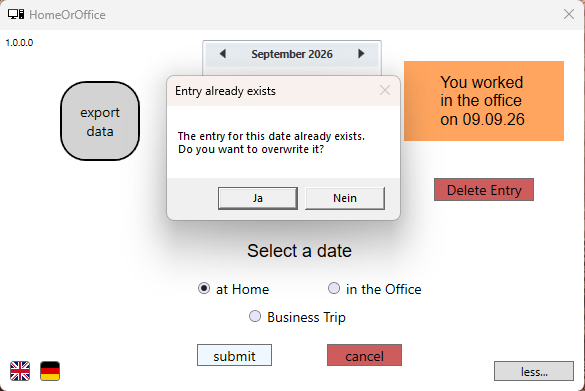 HomeOrOffice
1.0.0.0
September 2026
export
data
You worked
in the office
on 09.09.26
Entry already exists
The entry for this date already exists.
Do you want to overwrite it?
Ja
Nein
Delete Entry
Select a date
at Home
in the Office
Business Trip
submit
cancel
less...